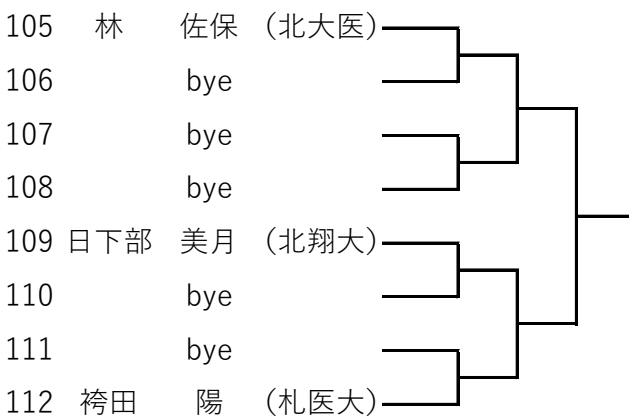 105 林 佐保 (北大医)
106 bye
107 bye
108 bye
109 日下部 美月 (北翔大)
110 bye
111 bye
112 袴田 陽 (札医大)